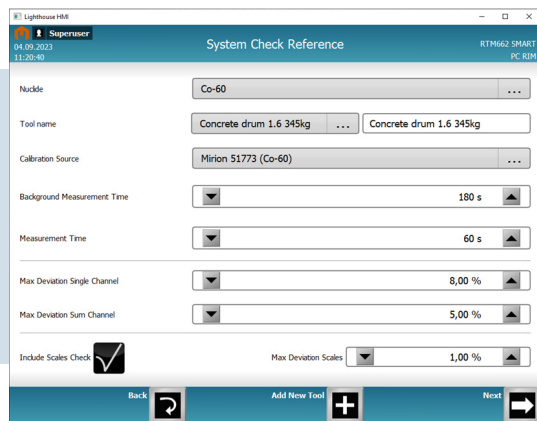 Lighthouse HMI
Superuser
04.09.2023
11:20:40
System Check Reference
RTM662 SMART
PC RIM
Nuclide Co-60 ...
Tool name Concrete drum 1.6 345kg ... Concrete drum 1.6 345kg
Calibration Source Mirion 51773 (Co-60) ...
Background Measurement Time 180 s
Measurement Time 60 s
Max Deviation Single Channel 8,00 %
Max Deviation Sum Channel 5,00 %
Include Scales Check Max Deviation Scales 1,00 %
Back Add New Tool Next